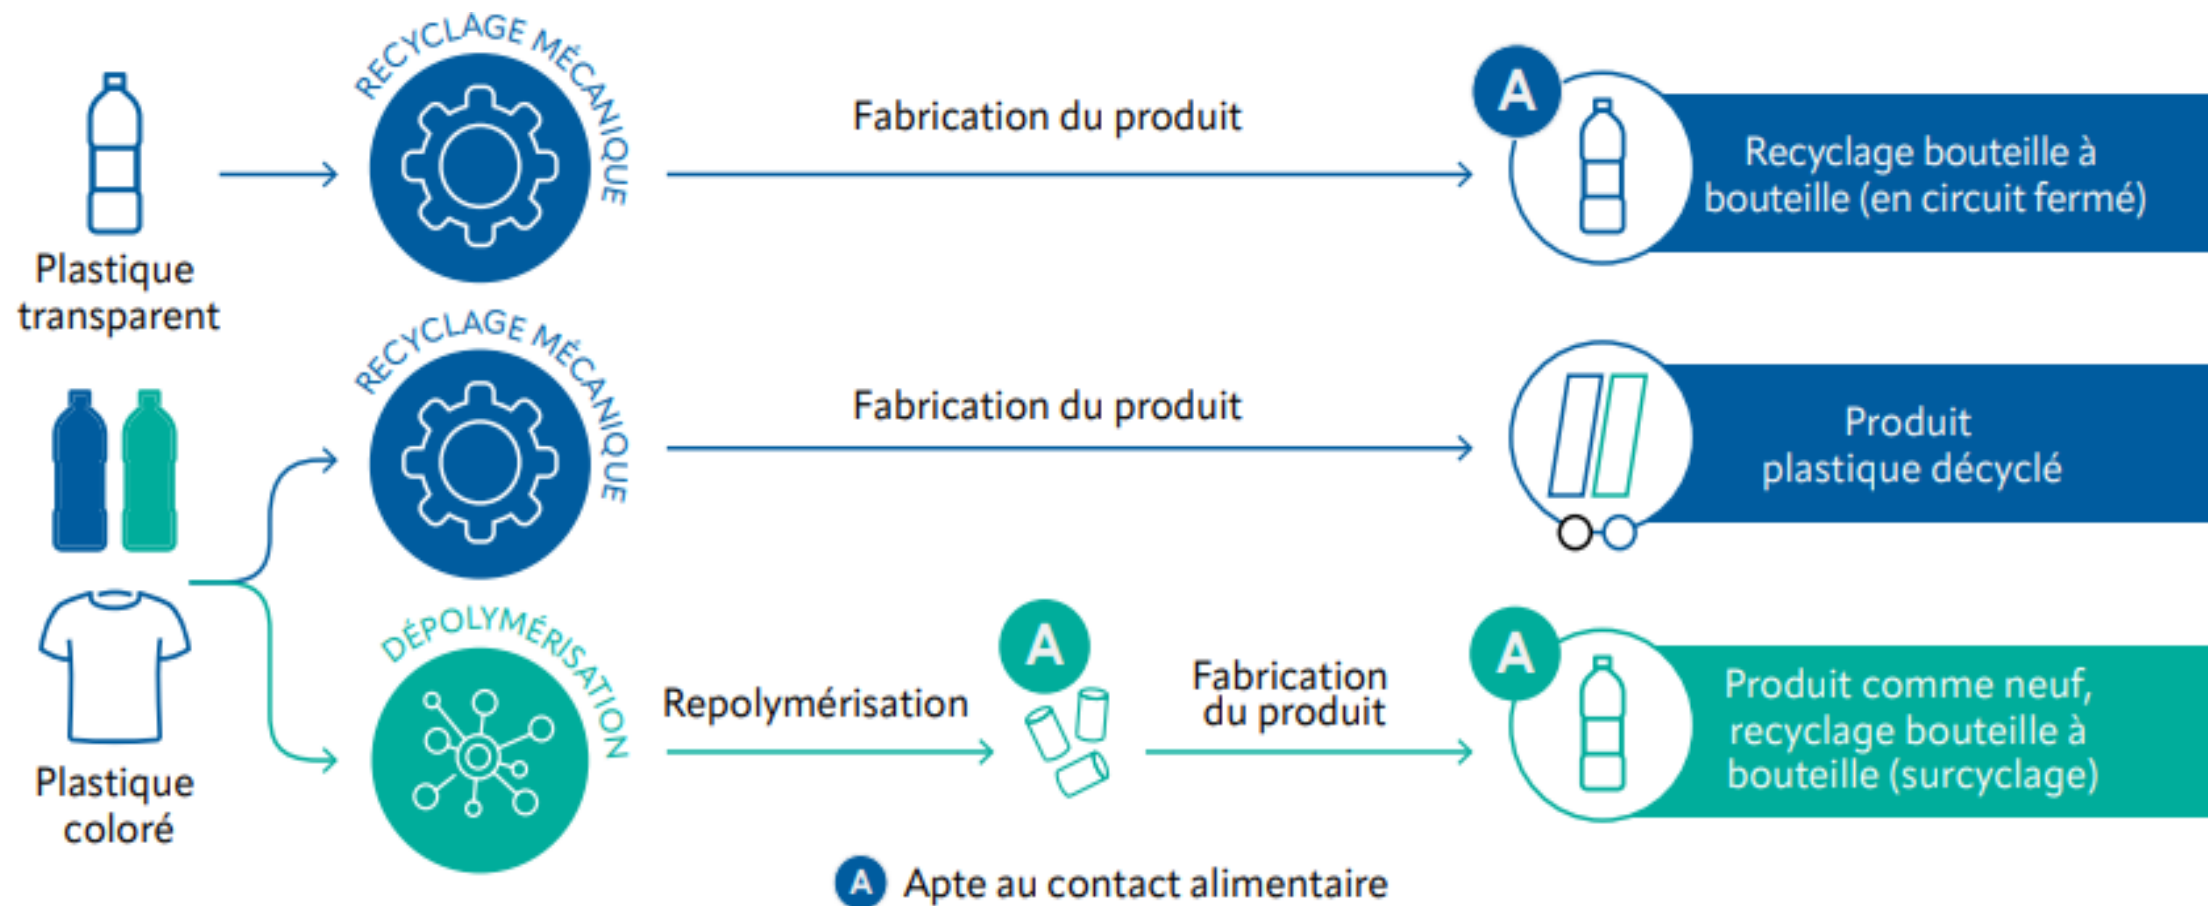 RECYCLAGE MÉCANIQUE
Fabrication du produit
A
Recyclage bouteille à
bouteille (en circuit fermé)
Plastique
transparent
RECYCLAGE MÉCANIQUE
Fabrication du produit
Produit
plastique décyclé
DÉPOLYMÉRISATION
Repolymérisation
A
Fabrication
du produit
A
Produit comme neuf,
recyclage bouteille à
bouteille (surcyclage)
Plastique
coloré
A Apte au contact alimentaire